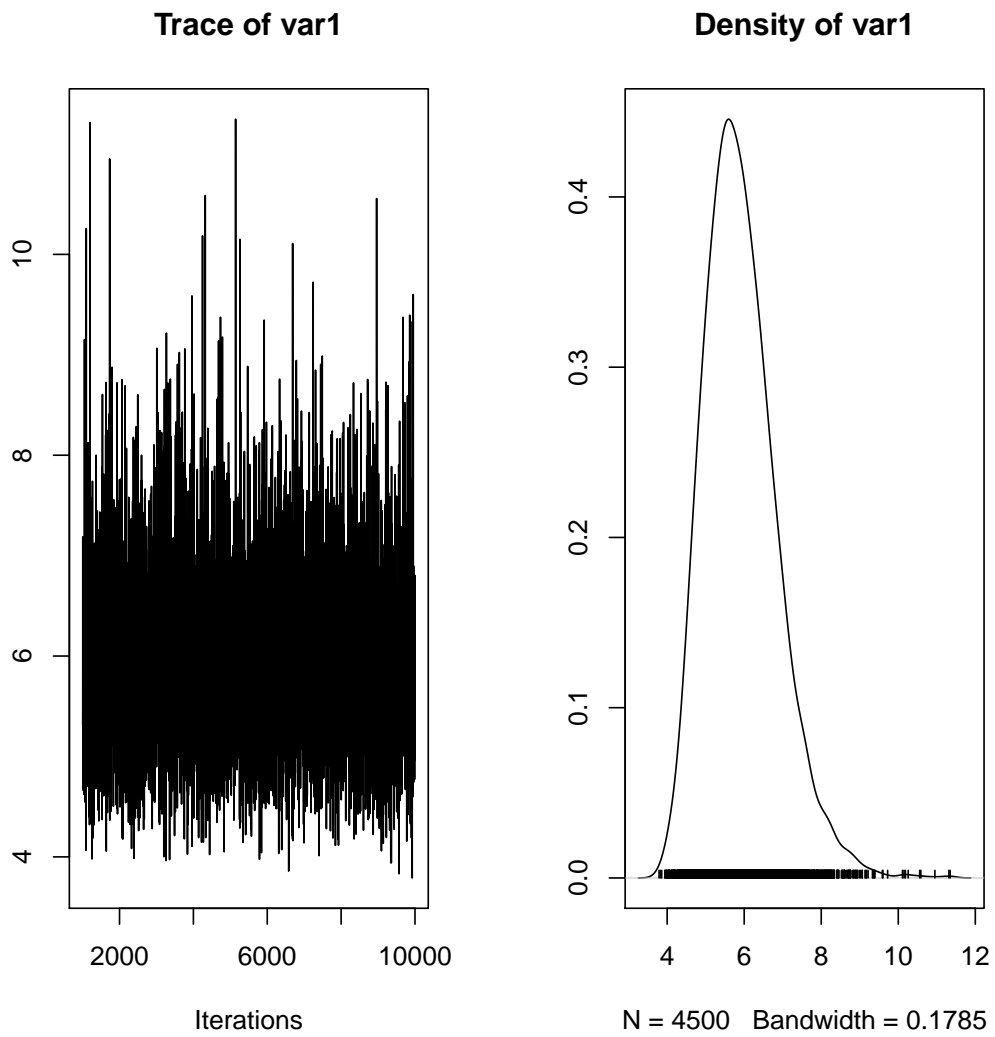 Trace of var1
Density of var1
10
8
6
4
2000 6000 10000
Iterations
0.4
0.3
0.2
0.1
0.0
4 6 8 10 12
N = 4500 Bandwidth = 0.1785